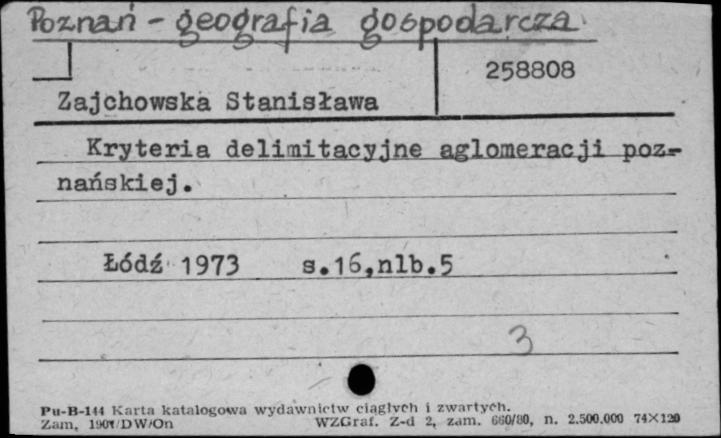 Poznań - geografia gospodarcza
258808
Zajchowska Stanisława
Kryteria delimitacyjne aglomeracji poz-
nańskiej.
Łódź 1973 s.16,nlb.5
3
Pu-B-144 Karta katalogowa wydawnictw ciągłych i zwartych.
Zam, DW/On WZGraf. Z-d 2, zam. 660/80, n. 2.500.000 74×120